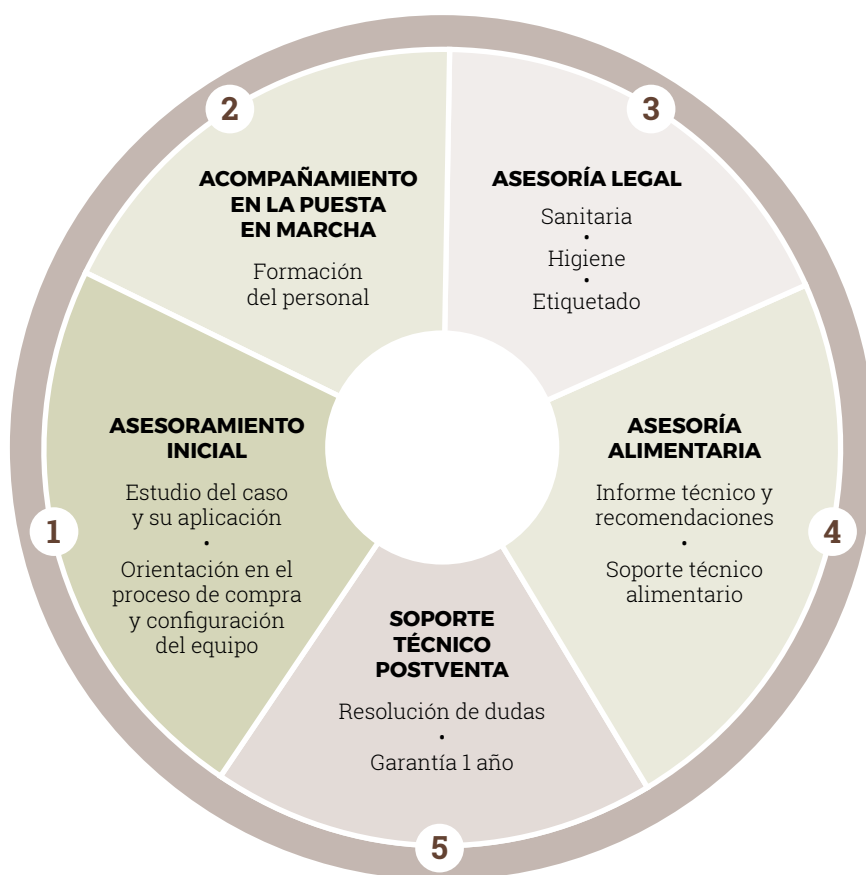 1
ASESORAMIENTO
INICIAL
Estudio del caso
y su aplicación
•
Orientación en el
proceso de compra
y configuración
del equipo
2
ACOMPAÑAMIENTO
EN LA PUESTA
EN MARCHA
Formación
del personal
3
ASESORÍA LEGAL
Sanitaria
•
Higiene
•
Etiquetado
4
ASESORÍA
ALIMENTARIA
Informe técnico y
recomendaciones
•
Soporte técnico
alimentario
5
SOPORTE
TÉCNICO
POSTVENTA
Resolución de dudas
•
Garantía 1 año